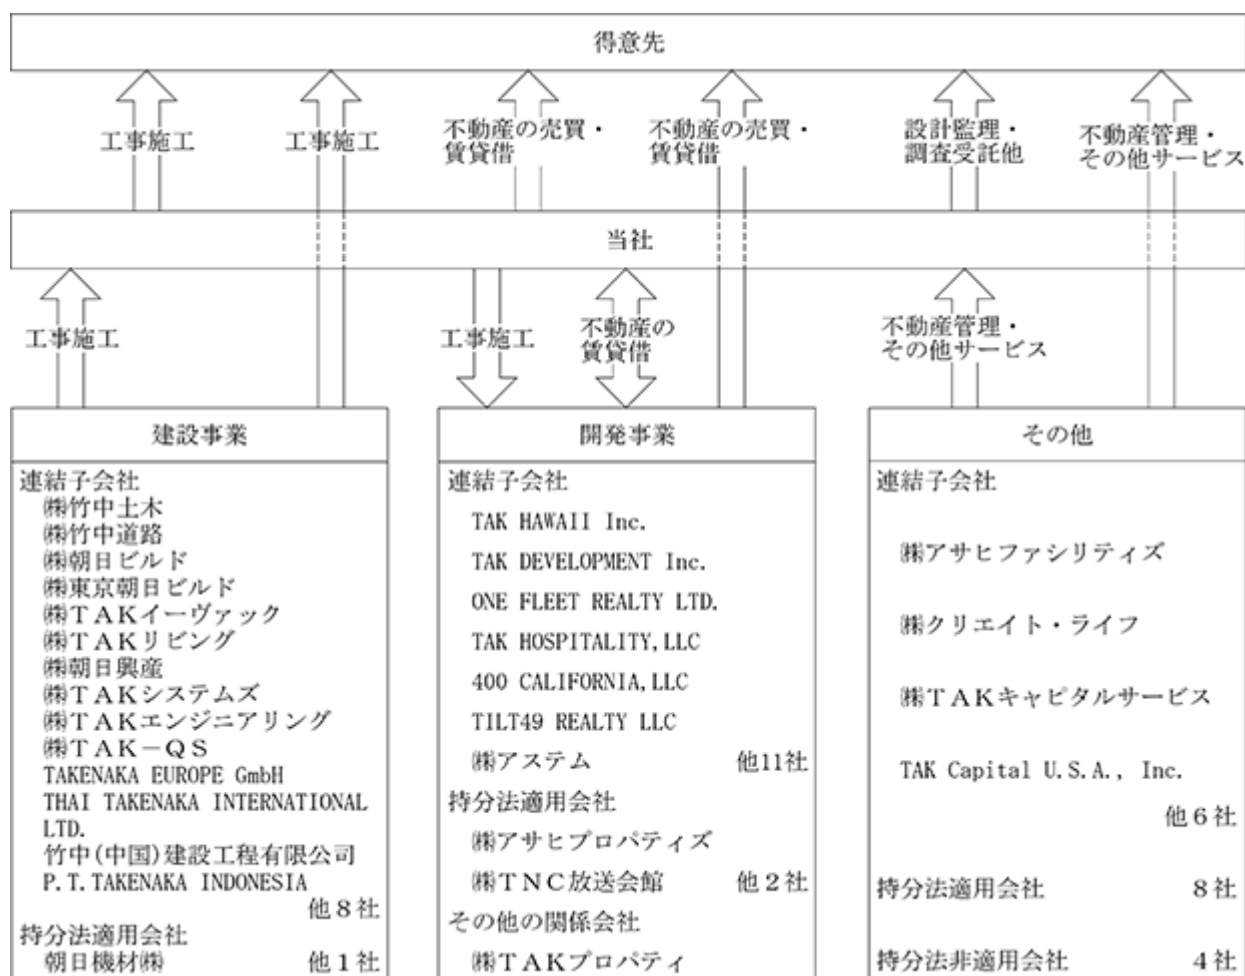 得意先
工事施工
工事施工
不動産の売買・
賃貸借
不動産の売買・
賃貸借
設計監理・
調査受託他
不動産管理・
その他サービス
当社
工事施工
工事施工
不動産の
賃貸借
不動産管理・
その他サービス
建設事業
連結子会社
㈱竹中土木
㈱竹中道路
㈱朝日ビルド
㈱東京朝日ビルド
㈱ＴＡＫイーヴァック
㈱ＴＡＫリビング
㈱朝日興産
㈱ＴＡＫシステムズ
㈱ＴＡＫエンジニアリング
㈱ＴＡＫ－ＱＳ
TAKENAKA EUROPE GmbH
THAI TAKENAKA INTERNATIONAL
LTD.
竹中(中国)建設工程有限公司
P.T.TAKENAKA INDONESIA
他８社
持分法適用会社
朝日機材㈱ 他１社
開発事業
連結子会社
TAK HAWAII Inc.
TAK DEVELOPMENT Inc.
ONE FLEET REALTY LTD.
TAK HOSPITALITY,LLC
400 CALIFORNIA,LLC
TILT49 REALTY LLC
㈱アステム 他11社
持分法適用会社
㈱アサヒプロパティズ
㈱ＴＮＣ放送会館 他２社
その他の関係会社
㈱ＴＡＫプロパティ
その他
連結子会社
㈱アサヒファシリティズ
㈱クリエイト・ライフ
㈱ＴＡＫキャピタルサービス
TAK Capital U.S.A., Inc.
他６社
持分法適用会社 ８社
持分法非適用会社 ４社